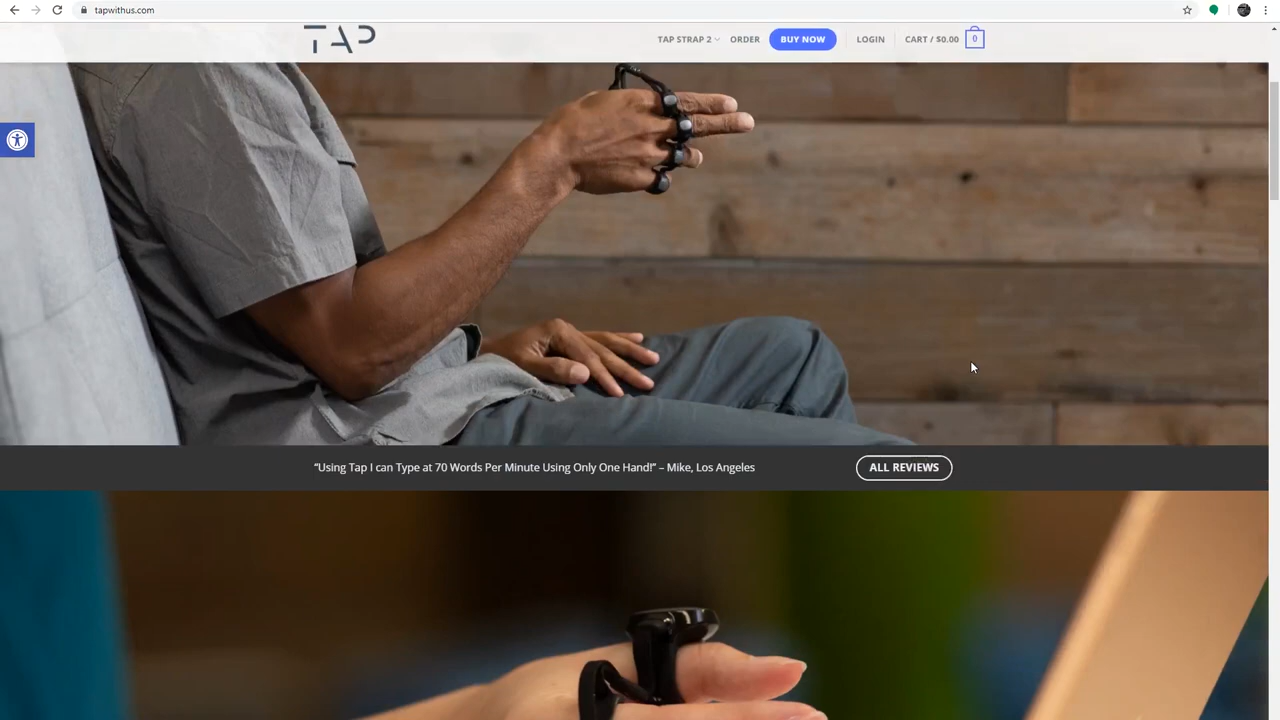 tapwithus.com
TAP TAP STRAP 2 ORDER BUY NOW LOGIN CART / $0.00 0
“Using Tap I can Type at 70 Words Per Minute Using Only One Hand!” – Mike, Los Angeles ALL REVIEWS